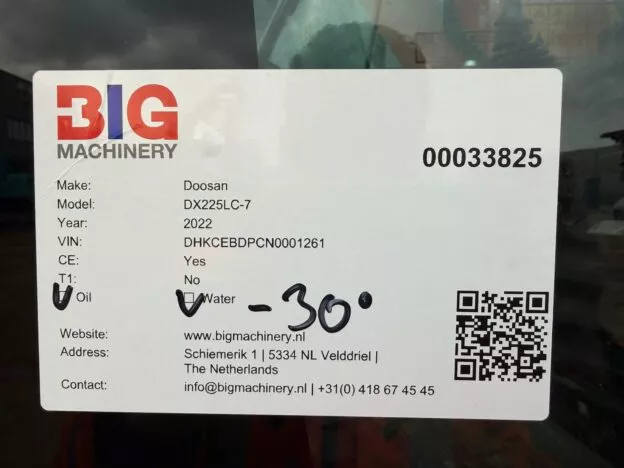 BIG
MACHINERY
00033825
Make: Doosan
Model: DX225LC-7
Year: 2022
VIN: DHKCEBDPCN0001261
CE: Yes
T1: No
Oil Water -30°
Website: www.bigmachinery.nl
Address: Schiemerik 1 | 5334 NL Velddriel |
The Netherlands
Contact: info@bigmachinery.nl | +31(0) 418 67 45 45